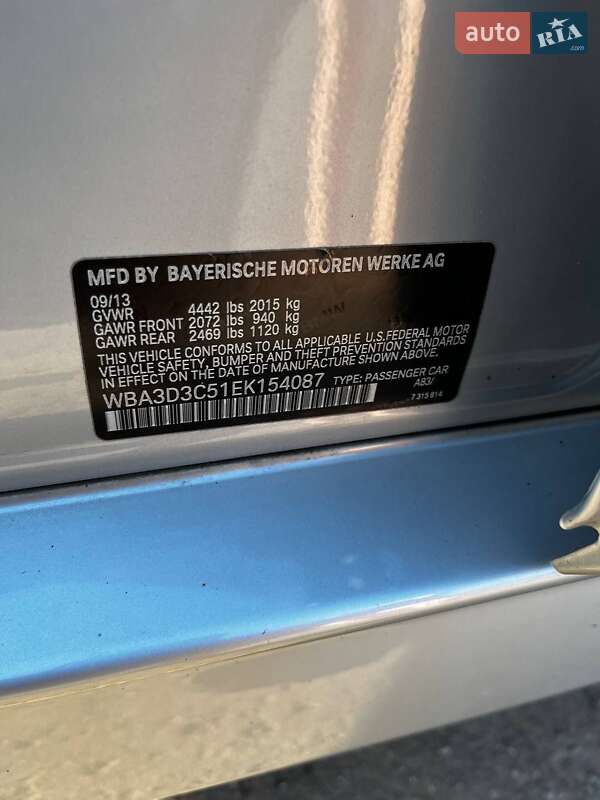 auto RIA.com
MFD BY BAYERISCHE MOTOREN WERKE AG
09/13
GVWR 4442 lbs 2015 kg
GAWR FRONT 2072 lbs 940 kg
GAWR REAR 2469 lbs 1120 kg
THIS VEHICLE CONFORMS TO ALL APPLICABLE U.S.FEDERAL MOTOR
VEHICLE SAFETY, BUMPER AND THEFT PREVENTION STANDARDS
IN EFFECT ON THE DATE OF MANUFACTURE SHOWN ABOVE.
WBA3D3C51EK154087 TYPE: PASSENGER CAR
AB3/
7 315 814